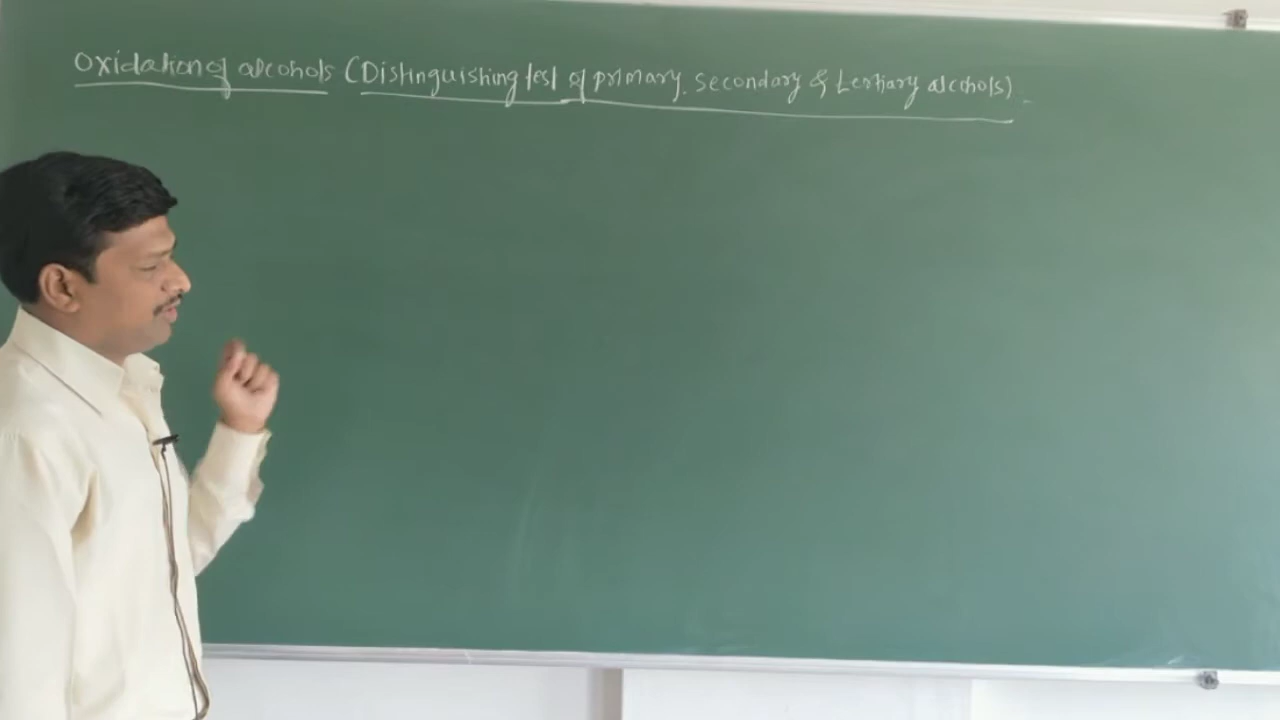 Oxidation of alcohols (Distinguishing test of primary, secondary & tertiary alcohols).